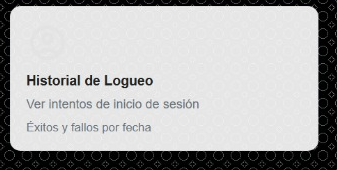 Historial de Logueo
Ver intentos de inicio de sesión
Éxitos y fallos por fecha